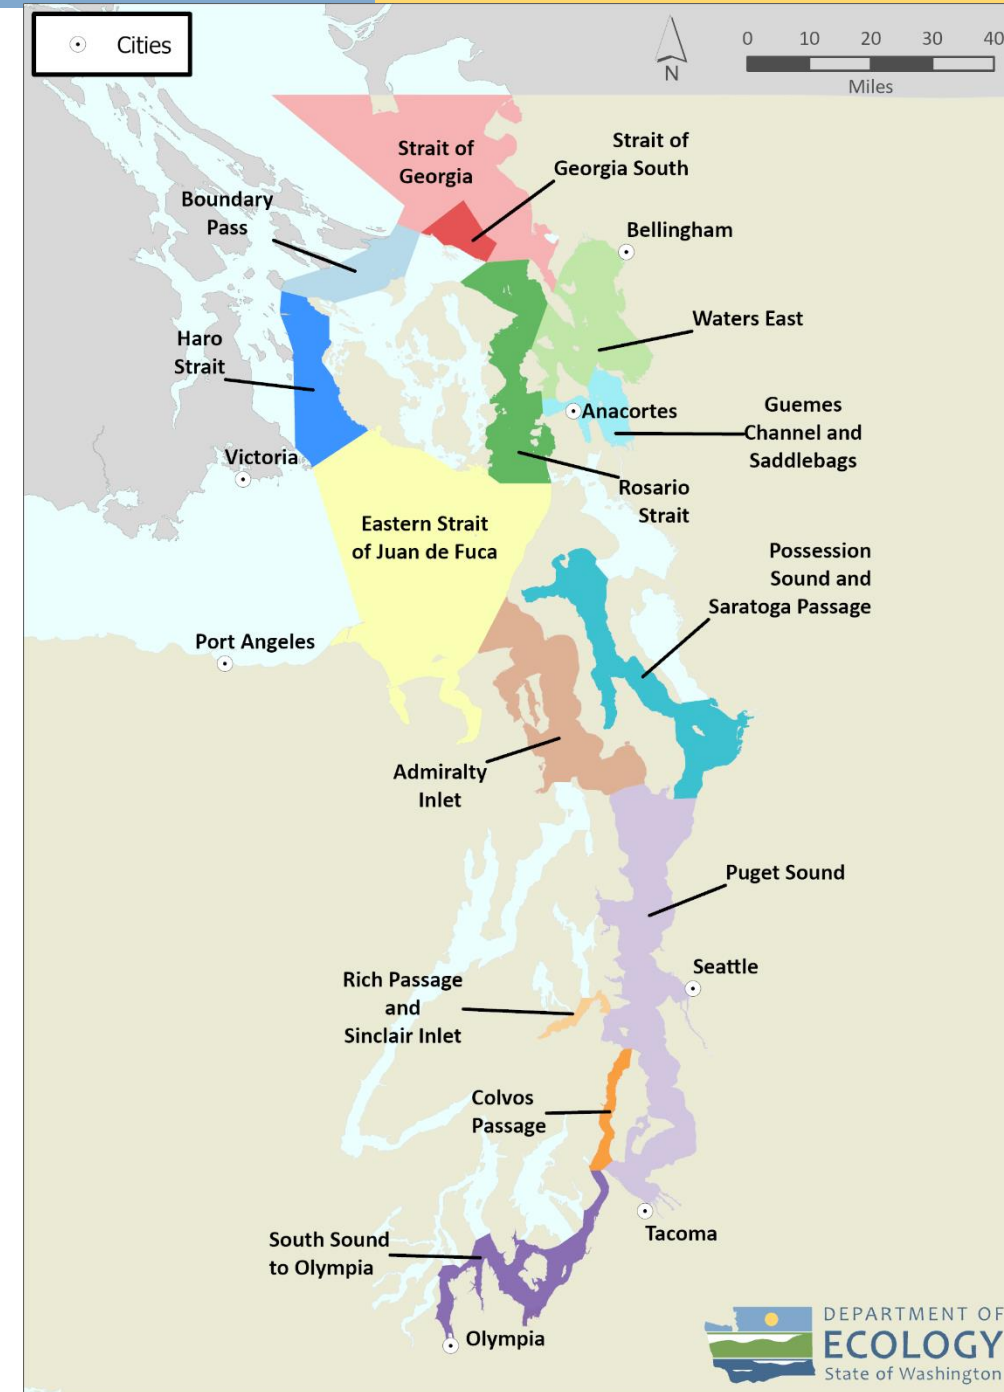 Cities
N
0 10 20 30 40
Miles
Strait of
Georgia
Strait of
Georgia South
Boundary
Pass
Bellingham
Waters East
Haro
Strait
Anacortes
Guemes
Channel and
Saddlebags
Victoria
Rosario
Strait
Eastern Strait
of Juan de Fuca
Possession
Sound and
Saratoga Passage
Port Angeles
Admiralty
Inlet
Puget Sound
Seattle
Rich Passage
and
Sinclair Inlet
Colvos
Passage
Tacoma
South Sound
to Olympia
Olympia
DEPARTMENT OF
ECOLOGY
State of Washington